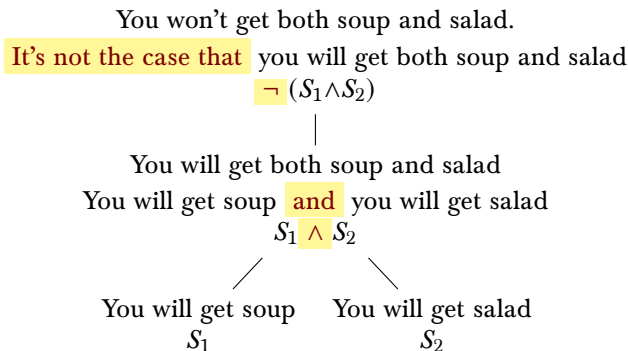 You won’t get both soup and salad.
It's not the case that you will get both soup and salad
¬ (S₁∧S₂)
You will get both soup and salad
You will get soup and you will get salad
S₁ ∧ S₂
You will get soup You will get salad
S₁ S₂